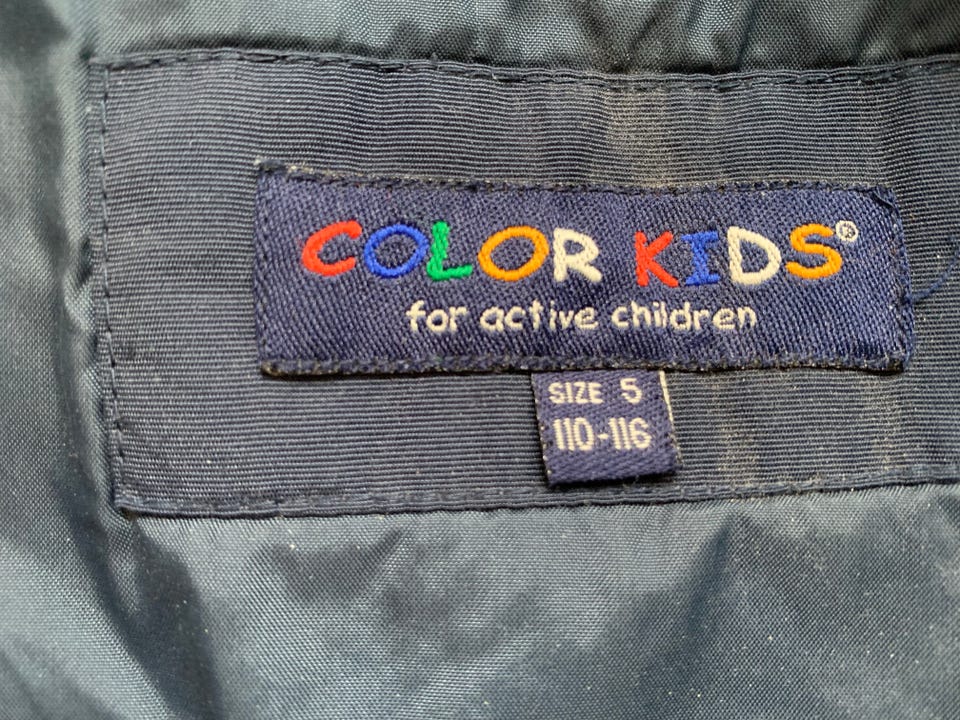 COLOR KIDS®
for active children
SIZE 5
110-116